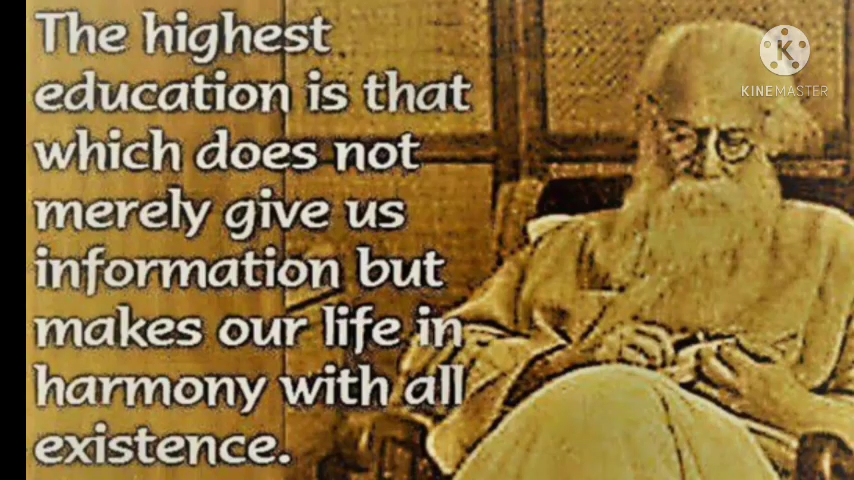 The highest
education is that
which does not
merely give us
information but
makes our life in
harmony with all
existence.
K
KINEMASTER